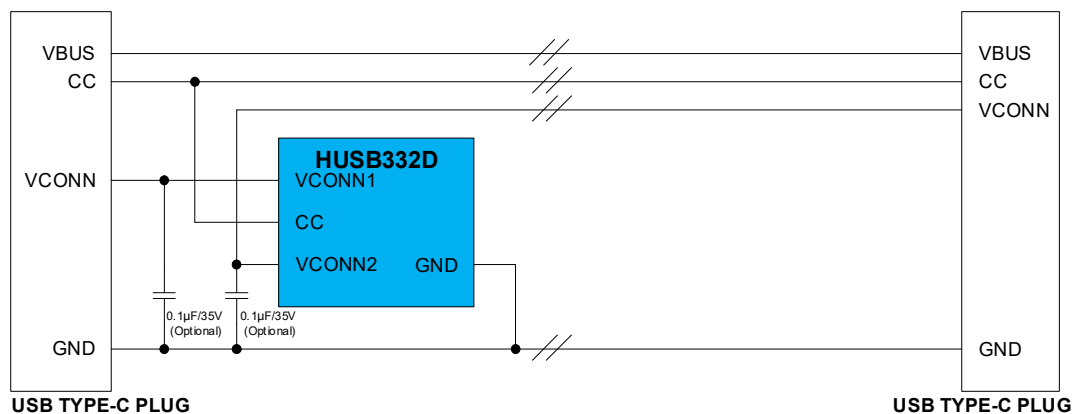 VBUS
CC
VCONN
GND
USB TYPE-C PLUG
HUSB332D
VCONN1
CC
VCONN2 GND
0.1µF/35V
(Optional)
0.1µF/35V
(Optional)
VBUS
CC
VCONN
GND
USB TYPE-C PLUG